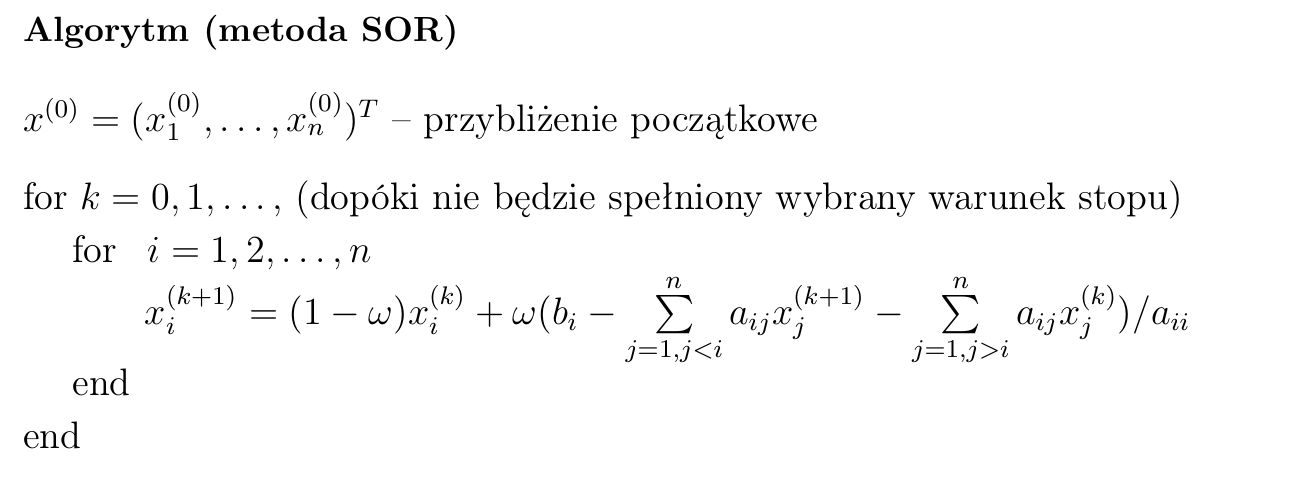 Algorytm (metoda SOR)
x^{(0)} = (x_1^{(0)}, . . . , x_n^{(0)})^T – przybliżenie początkowe
for k = 0, 1, . . . , (dopóki nie będzie spełniony wybrany warunek stopu)
for i = 1, 2, . . . , n
x_i^{(k+1)} = (1 − ω)x_i^{(k)} + ω(b_i − \sum_{j=1,j<i}^{n} a_{ij}x_j^{(k+1)} − \sum_{j=1,j>i}^{n} a_{ij}x_j^{(k)})/a_{ii}
end
end